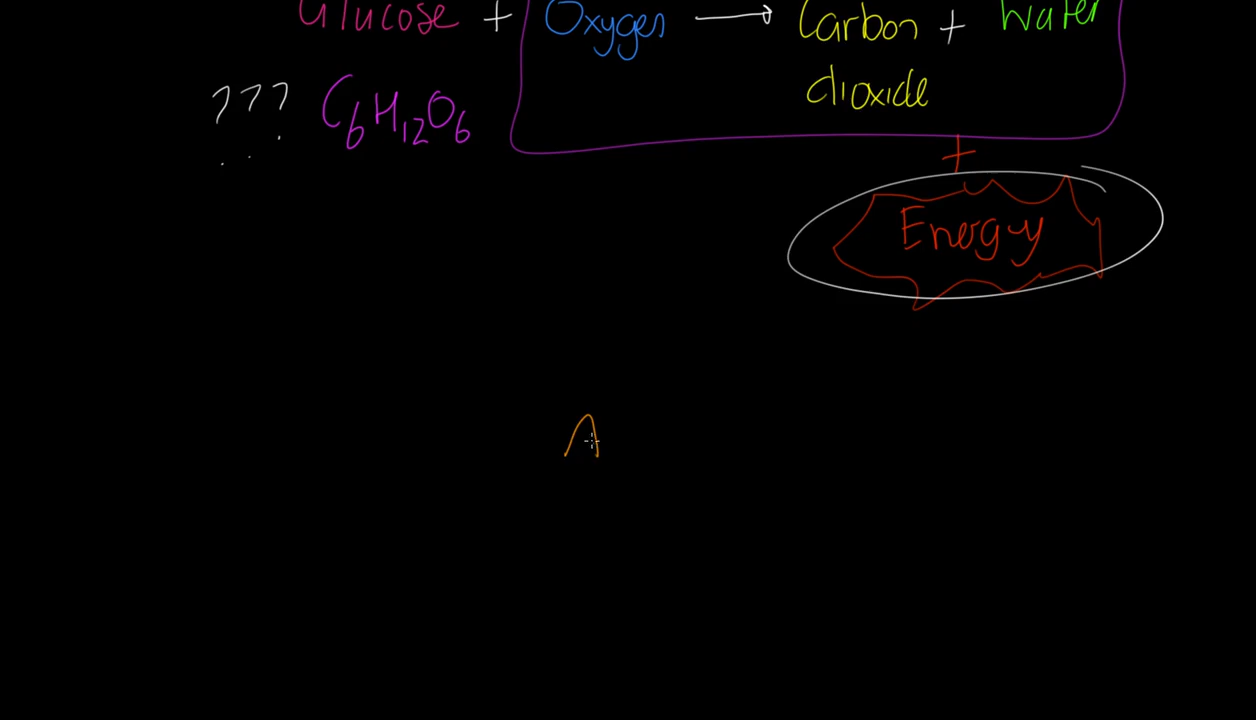 Glucose + Oxygen → Carbon + Water
dioxide
??? C6H12O6
+
Energy
A